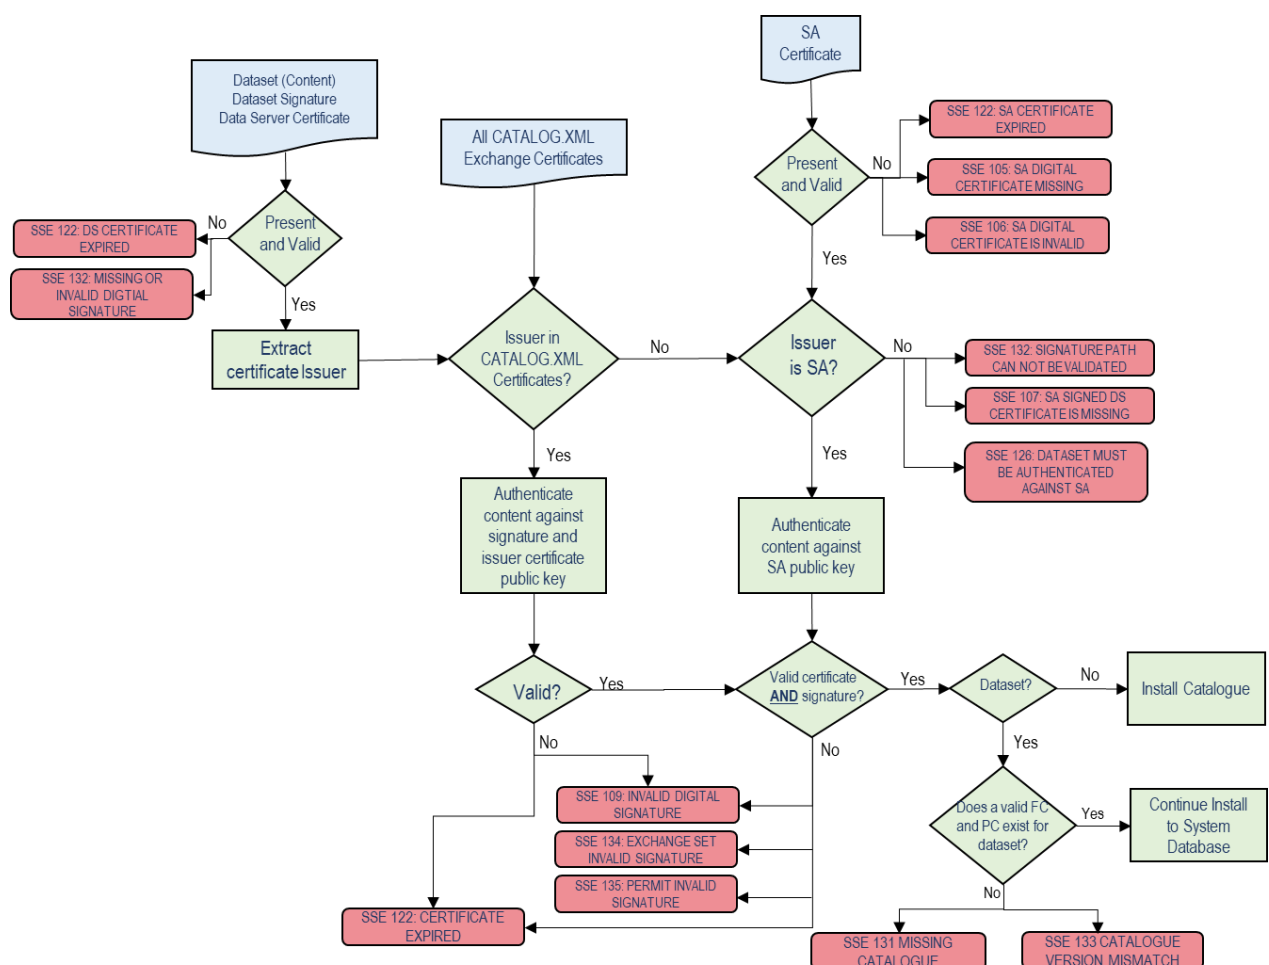 SA
Certificate
Dataset (Content)
Dataset Signature
Data Server Certificate
All CATALOG.XML
Exchange Certificates
SSE 122: SA CERTIFICATE
EXPIRED
Present
and Valid
No
SSE 105: SA DIGITAL
CERTIFICATE MISSING
SSE 106: SA DIGITAL
CERTIFICATE IS INVALID
Yes
Present
and Valid
No
SSE 122: DS CERTIFICATE
EXPIRED
SSE 132: MISSING OR
INVALID DIGTIAL
SIGNATURE
Yes
Extract
certificate Issuer
Issuer in
CATALOG.XML
Certificates?
No
Issuer
is SA?
No
SSE 132: SIGNATURE PATH
CAN NOT BE VALIDATED
SSE 107: SA SIGNED DS
CERTIFICATE IS MISSING
SSE 126: DATASET MUST
BE AUTHENTICATED
AGAINST SA
Yes
Yes
Authenticate
content against
signature and
issuer certificate
public key
Authenticate
content against
SA public key
Valid?
Yes
Valid certificate
AND signature?
Yes
Dataset?
No
Install Catalogue
No
No
Yes
SSE 109: INVALID DIGITAL
SIGNATURE
SSE 134: EXCHANGE SET
INVALID SIGNATURE
SSE 135: PERMIT INVALID
SIGNATURE
SSE 122: CERTIFICATE
EXPIRED
Does a valid FC
and PC exist for
dataset?
Yes
Continue Install
to System
Database
No
SSE 131 MISSING
CATALOGUE
SSE 133 CATALOGUE
VERSION MISMATCH